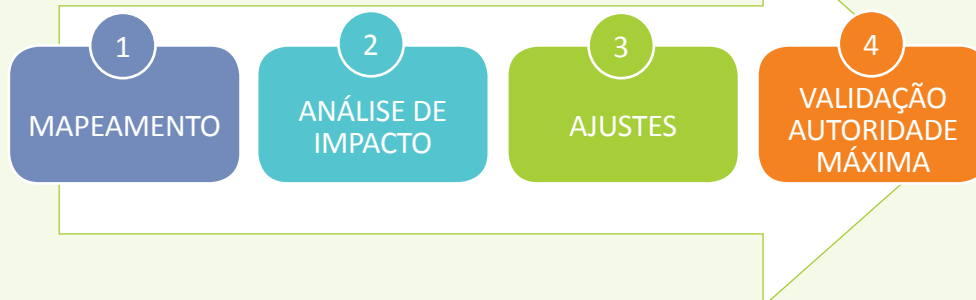 1
MAPEAMENTO
2
ANÁLISE DE
IMPACTO
3
AJUSTES
4
VALIDAÇÃO
AUTORIDADE
MÁXIMA